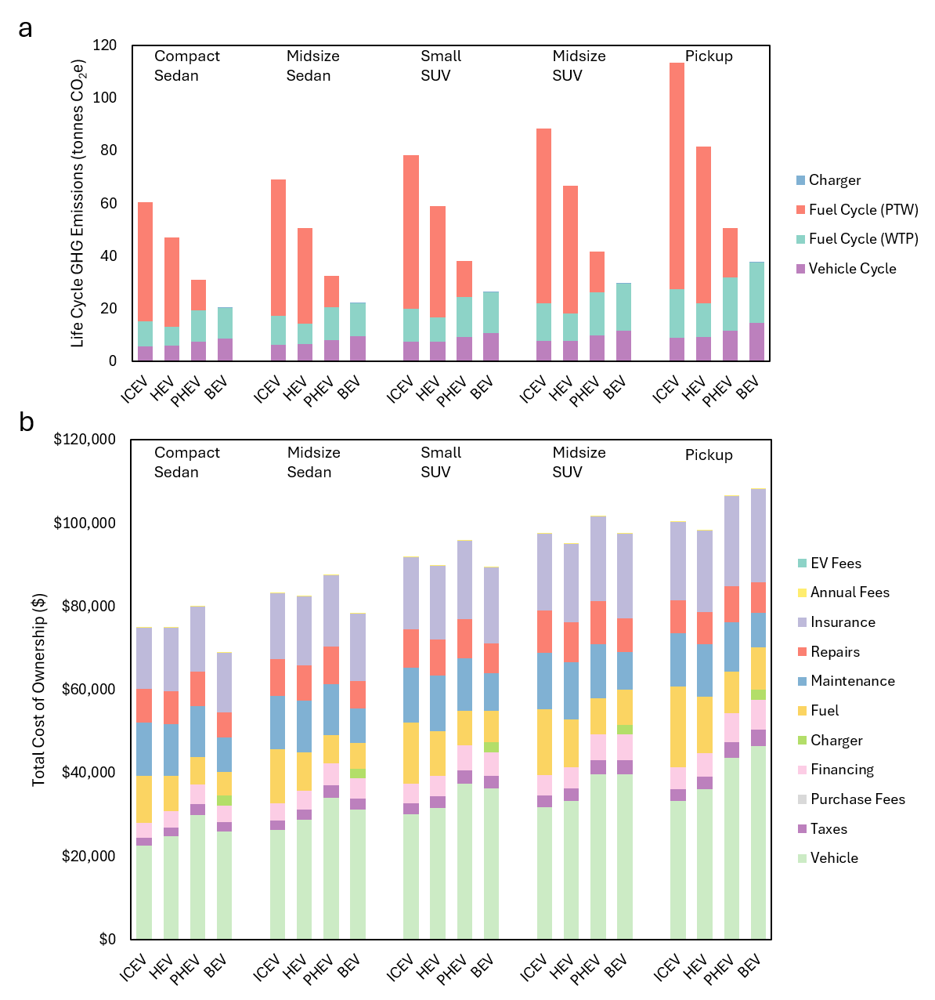 a
Life Cycle GHG Emissions (tonnes CO₂e)
120
100
80
60
40
20
0
Compact
Sedan
Midsize
Sedan
Small
SUV
Midsize
SUV
Pickup
ICEV
HEV
PHEV
BEV
ICEV
HEV
PHEV
BEV
ICEV
HEV
PHEV
BEV
ICEV
HEV
PHEV
BEV
ICEV
HEV
PHEV
BEV
Charger
Fuel Cycle (PTW)
Fuel Cycle (WTP)
Vehicle Cycle
b
Total Cost of Ownership ($)
$120,000
$100,000
$80,000
$60,000
$40,000
$20,000
$0
Compact
Sedan
Midsize
Sedan
Small
SUV
Midsize
SUV
Pickup
ICEV
HEV
PHEV
BEV
ICEV
HEV
PHEV
BEV
ICEV
HEV
PHEV
BEV
ICEV
HEV
PHEV
BEV
ICEV
HEV
PHEV
BEV
EV Fees
Annual Fees
Insurance
Repairs
Maintenance
Fuel
Charger
Financing
Purchase Fees
Taxes
Vehicle